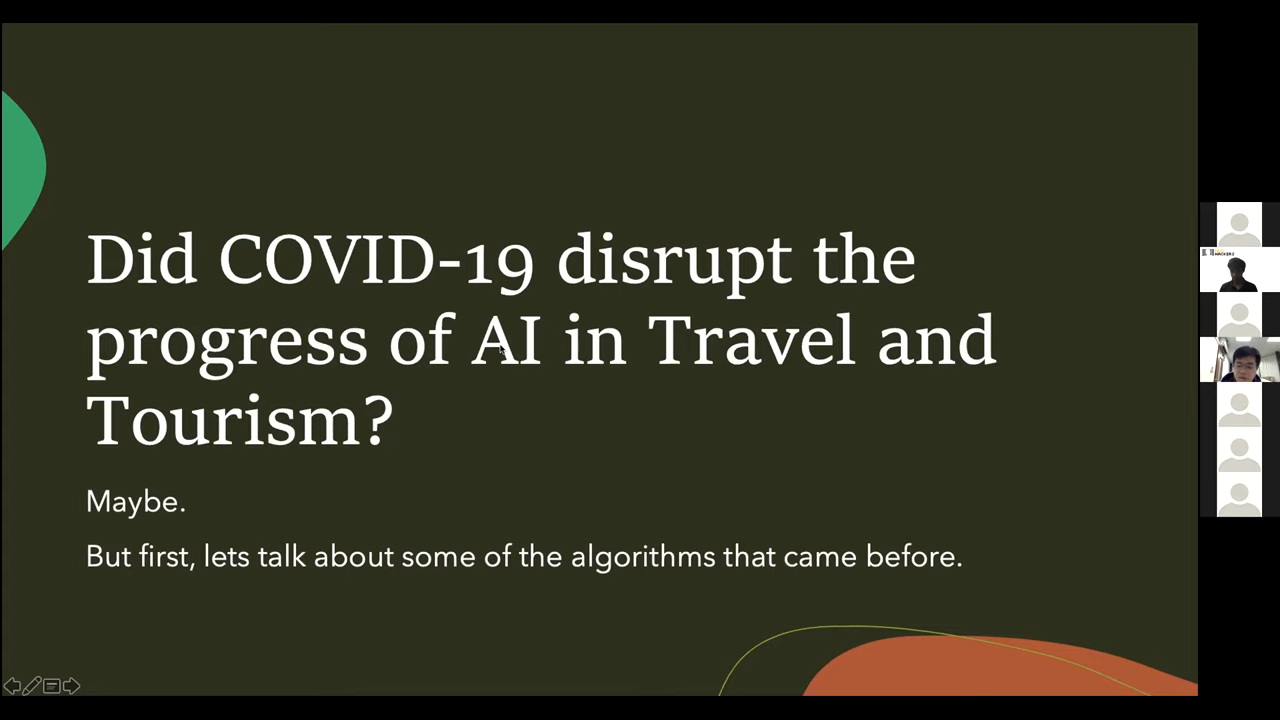 Did COVID-19 disrupt the
progress of AI in Travel and
Tourism?
Maybe.
But first, lets talk about some of the algorithms that came before.